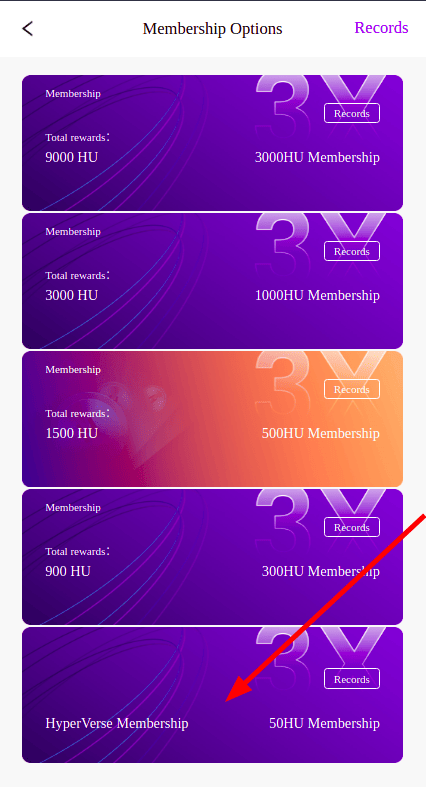 Membership Options Records
3X
Membership
Records
Total rewards:
9000 HU 3000HU Membership
3X
Membership
Records
Total rewards:
3000 HU 1000HU Membership
3X
Membership
Records
Total rewards:
1500 HU 500HU Membership
3X
Membership
Records
Total rewards:
900 HU 300HU Membership
3X
Records
HyperVerse Membership 50HU Membership